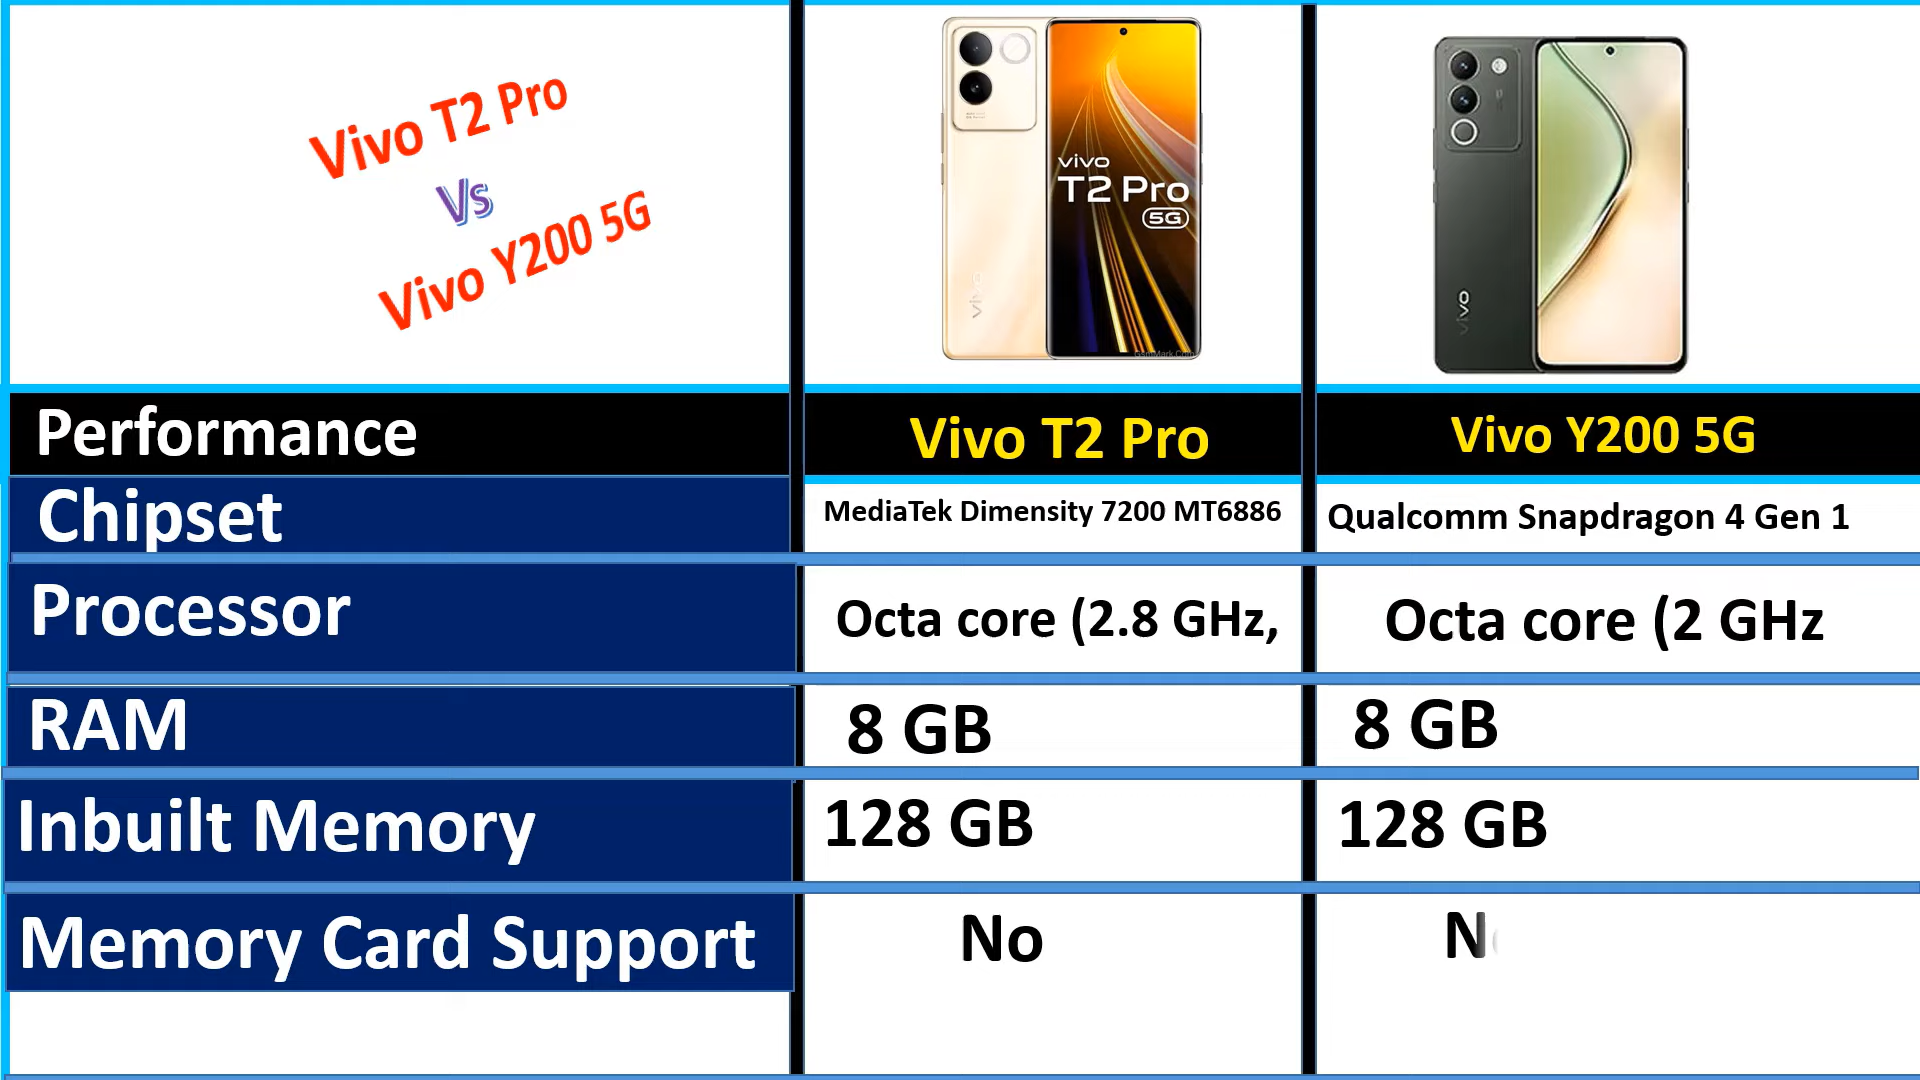 Vivo T2 Pro
Vs
Vivo Y200 5G
vivo
T2 Pro
5G
vivo
vivo
Performance
Vivo T2 Pro
Vivo Y200 5G
Chipset
MediaTek Dimensity 7200 MT6886
Qualcomm Snapdragon 4 Gen 1
Processor
Octa core (2.8 GHz,
Octa core (2 GHz
RAM
8 GB
8 GB
Inbuilt Memory
128 GB
128 GB
Memory Card Support
No
N